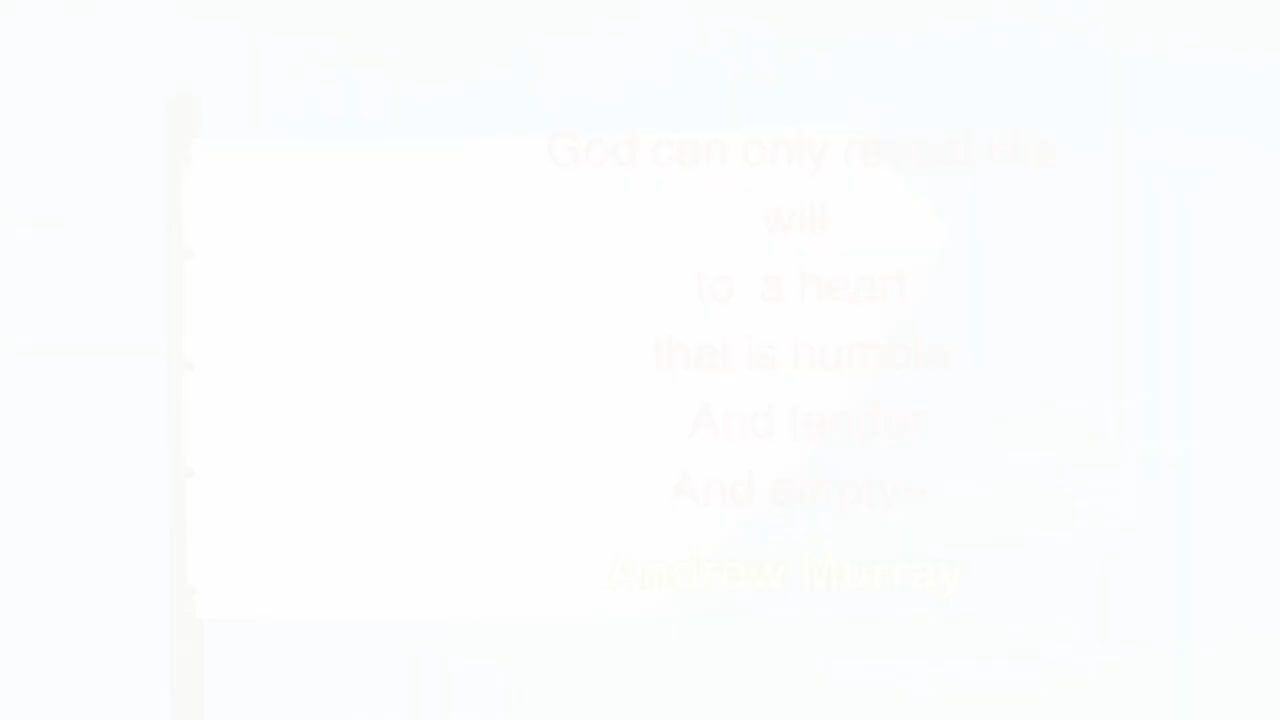 God can only reveal His
will
to a heart
that is humble
And tender
And empty -
Andrew Murray